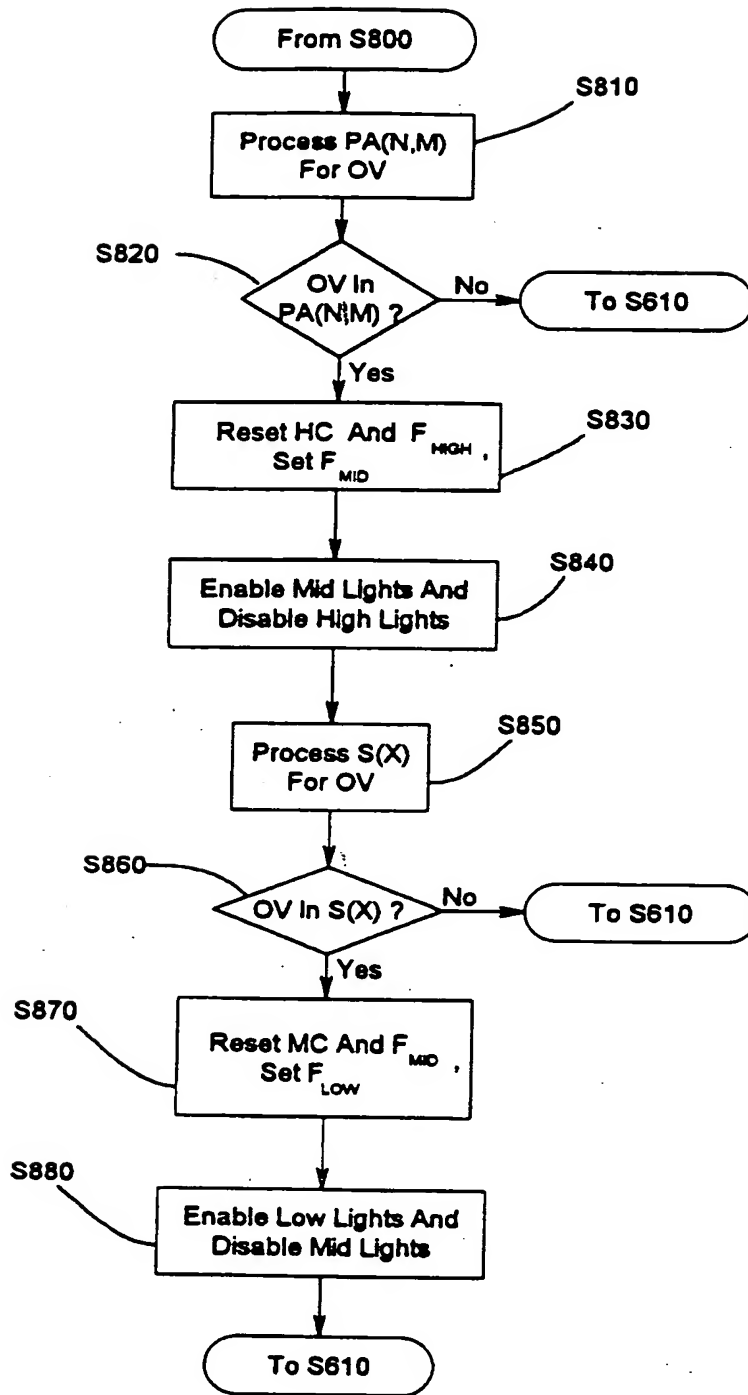 From S800
S810
Process PA(N,M)
For OV
S820
OV In
PA(N,M) ?
No
To S610
Yes
Reset HC And F HIGH ,
Set F MID
S830
S840
Enable Mid Lights And
Disable High Lights
S850
Process S(X)
For OV
S860
OV In S(X) ?
No
To S610
Yes
S870
Reset MC And F MID ,
Set F LOW
S880
Enable Low Lights And
Disable Mid Lights
To S610